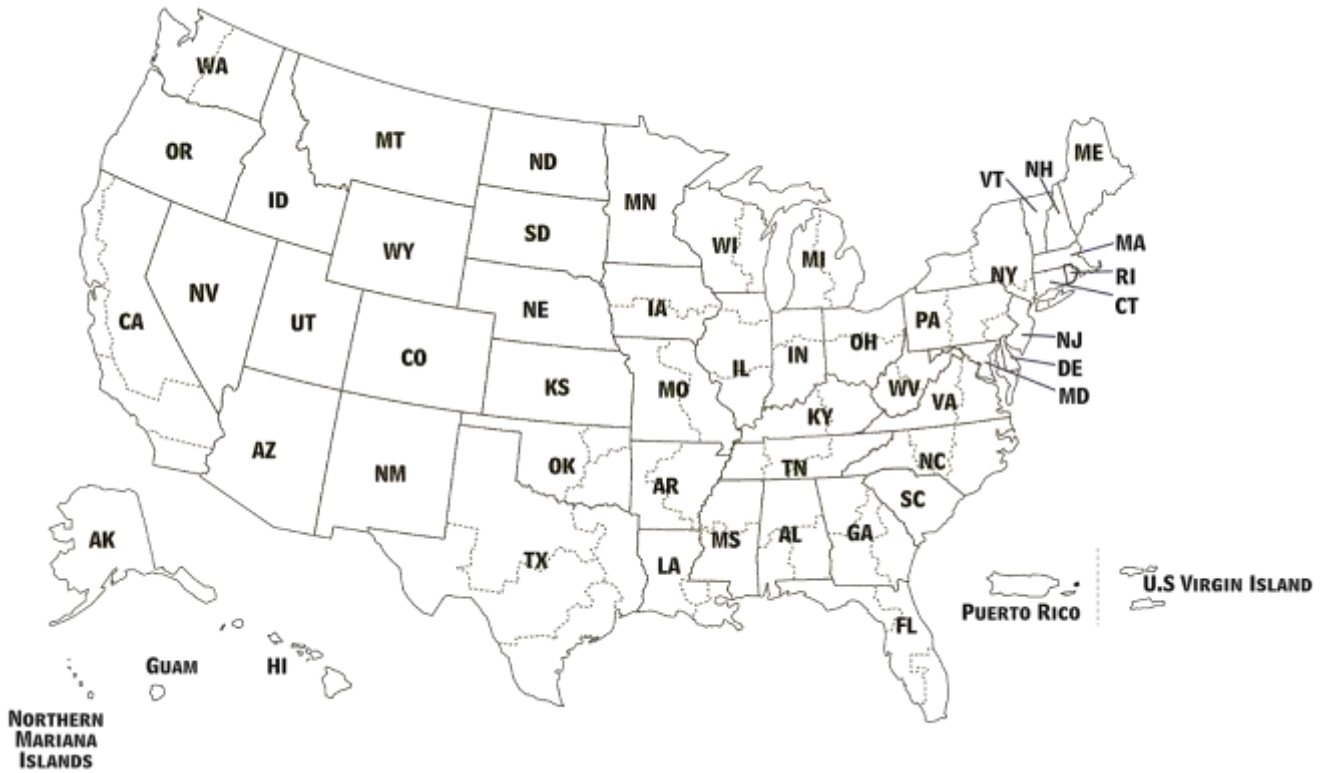 WA
MT
ME
ND
OR
VT
NH
MN
ID
SD
WI
MA
WY
MI
NY
RI
NV
CT
IA
NE
CA
UT
PA
NJ
OH
CO
IN
IL
DE
KS
MO
WV
MD
VA
KY
AZ
OK
NC
TN
NM
AR
SC
AK
MS
AL
GA
TX
LA
U.S VIRGIN ISLAND
PUERTO RICO
FL
GUAM
HI
NORTHERN
MARIANA
ISLANDS